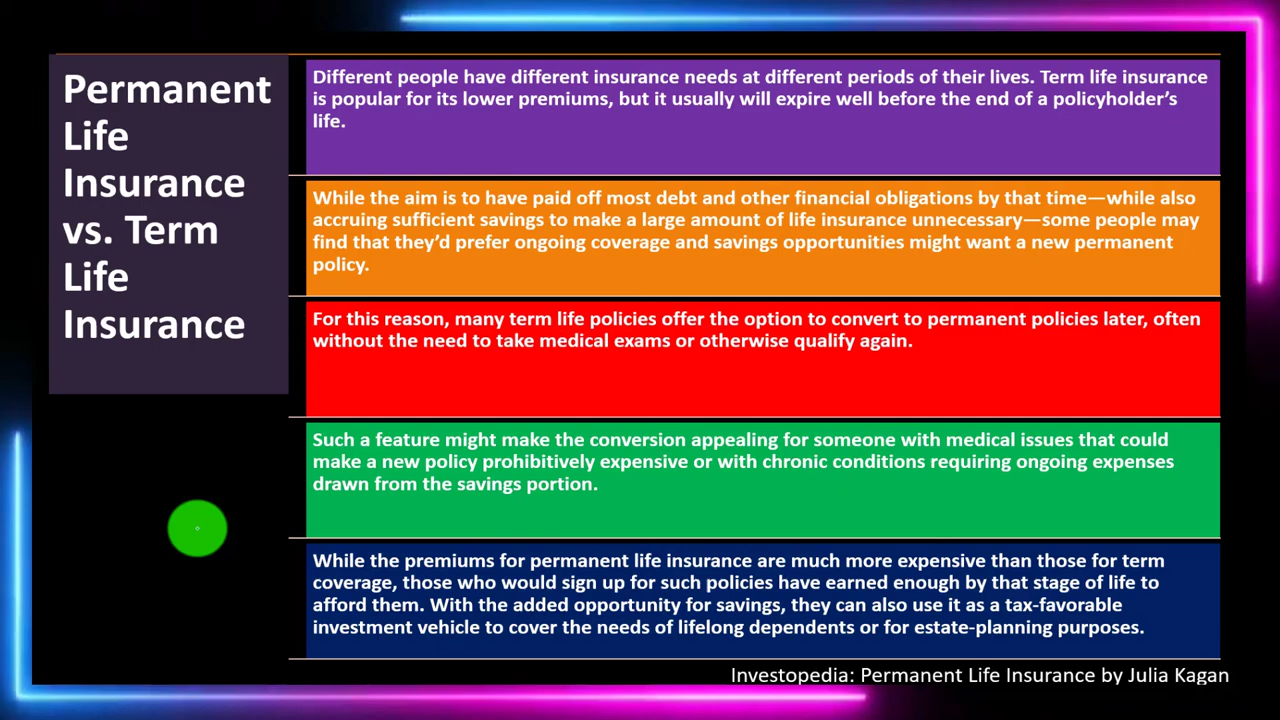 Permanent
Life
Insurance
vs. Term
Life
Insurance
Different people have different insurance needs at different periods of their lives. Term life insurance
is popular for its lower premiums, but it usually will expire well before the end of a policyholder’s
life.
While the aim is to have paid off most debt and other financial obligations by that time—while also
accruing sufficient savings to make a large amount of life insurance unnecessary—some people may
find that they’d prefer ongoing coverage and savings opportunities might want a new permanent
policy.
For this reason, many term life policies offer the option to convert to permanent policies later, often
without the need to take medical exams or otherwise qualify again.
Such a feature might make the conversion appealing for someone with medical issues that could
make a new policy prohibitively expensive or with chronic conditions requiring ongoing expenses
drawn from the savings portion.
While the premiums for permanent life insurance are much more expensive than those for term
coverage, those who would sign up for such policies have earned enough by that stage of life to
afford them. With the added opportunity for savings, they can also use it as a tax-favorable
investment vehicle to cover the needs of lifelong dependents or for estate-planning purposes.
Investopedia: Permanent Life Insurance by Julia Kagan